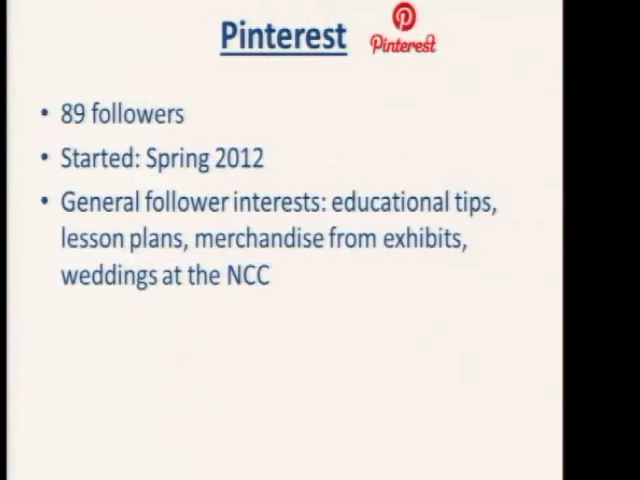 Pinterest
Pinterest
• 89 followers
• Started: Spring 2012
• General follower interests: educational tips,
lesson plans, merchandise from exhibits,
weddings at the NCC